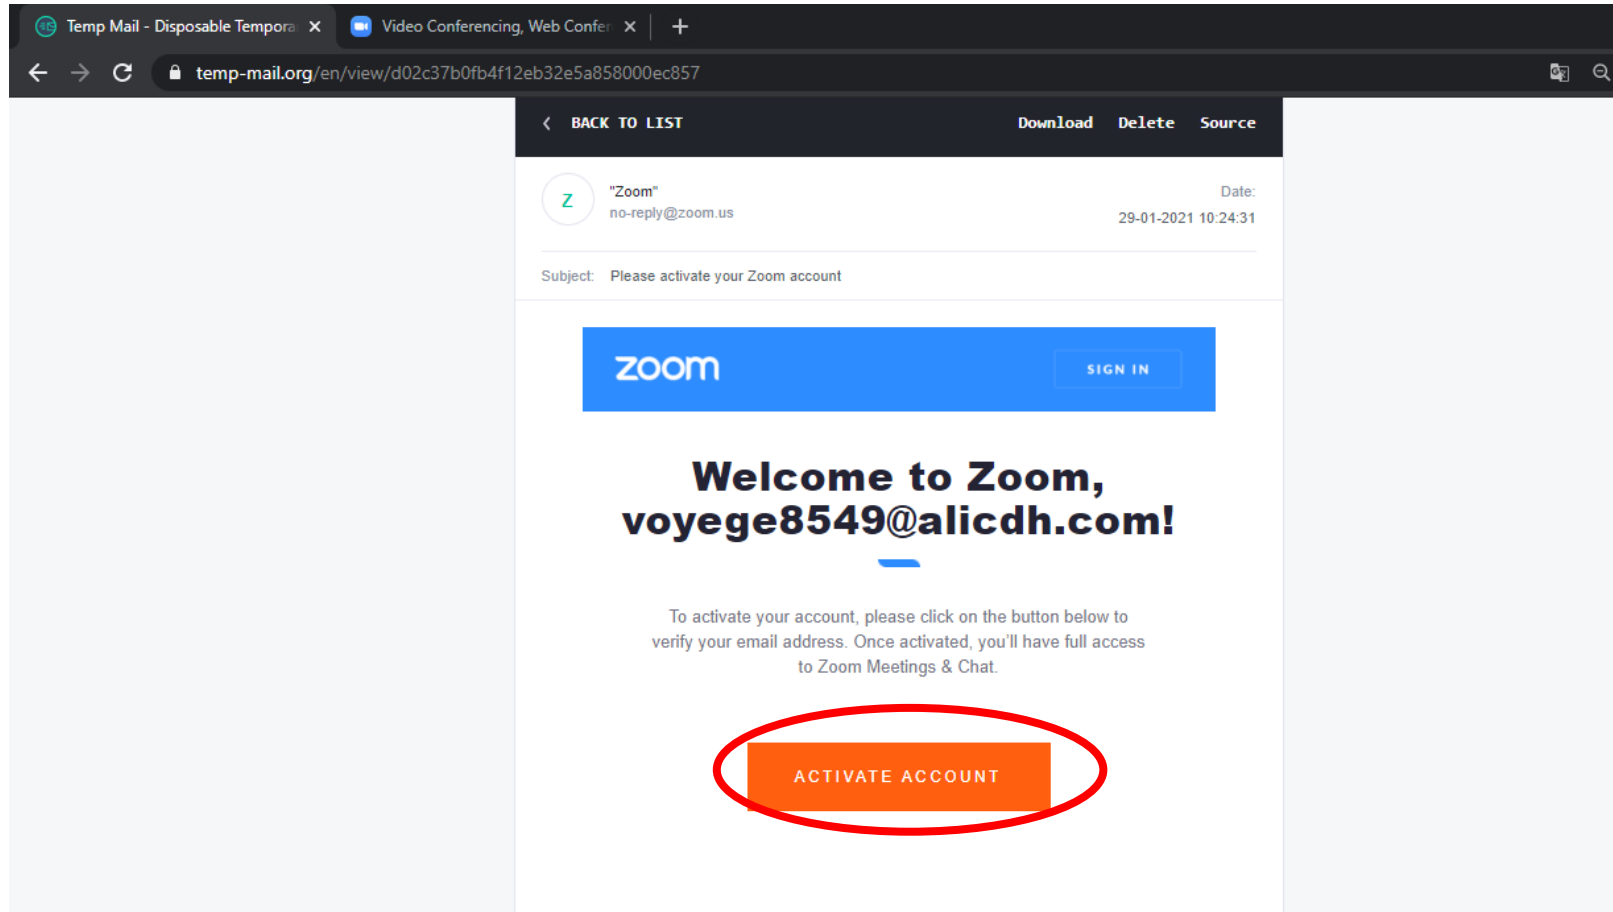 Temp Mail - Disposable Tempora
Video Conferencing, Web Confer
temp-mail.org/en/view/d02c37b0fb4f12eb32e5a858000ec857
BACK TO LIST
Download Delete Source
Z
"Zoom"
no-reply@zoom.us
Date:
29-01-2021 10:24:31
Subject: Please activate your Zoom account
zoom
SIGN IN
Welcome to Zoom,
voyege8549@alicdh.com!
To activate your account, please click on the button below to
verify your email address. Once activated, you'll have full access
to Zoom Meetings & Chat.
ACTIVATE ACCOUNT